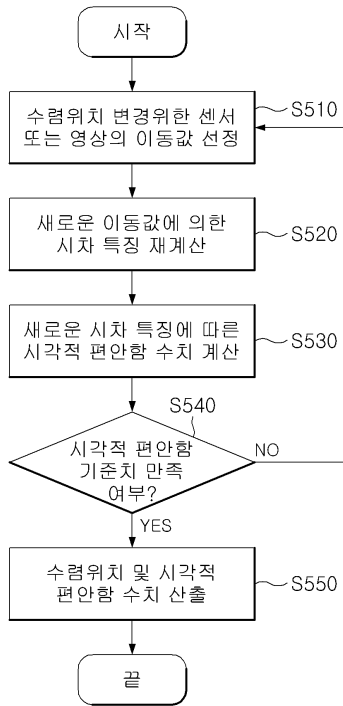 시작
수렴위치 변경위한 센서
또는 영상의 이동값 선정
S510
새로운 이동값에 의한
시차 특징 재계산
S520
새로운 시차 특징에 따른
시각적 편안함 수치 계산
S530
S540
시각적 편안함
기준치 만족
여부?
NO
YES
수렴위치 및 시각적
편안함 수치 산출
S550
끝